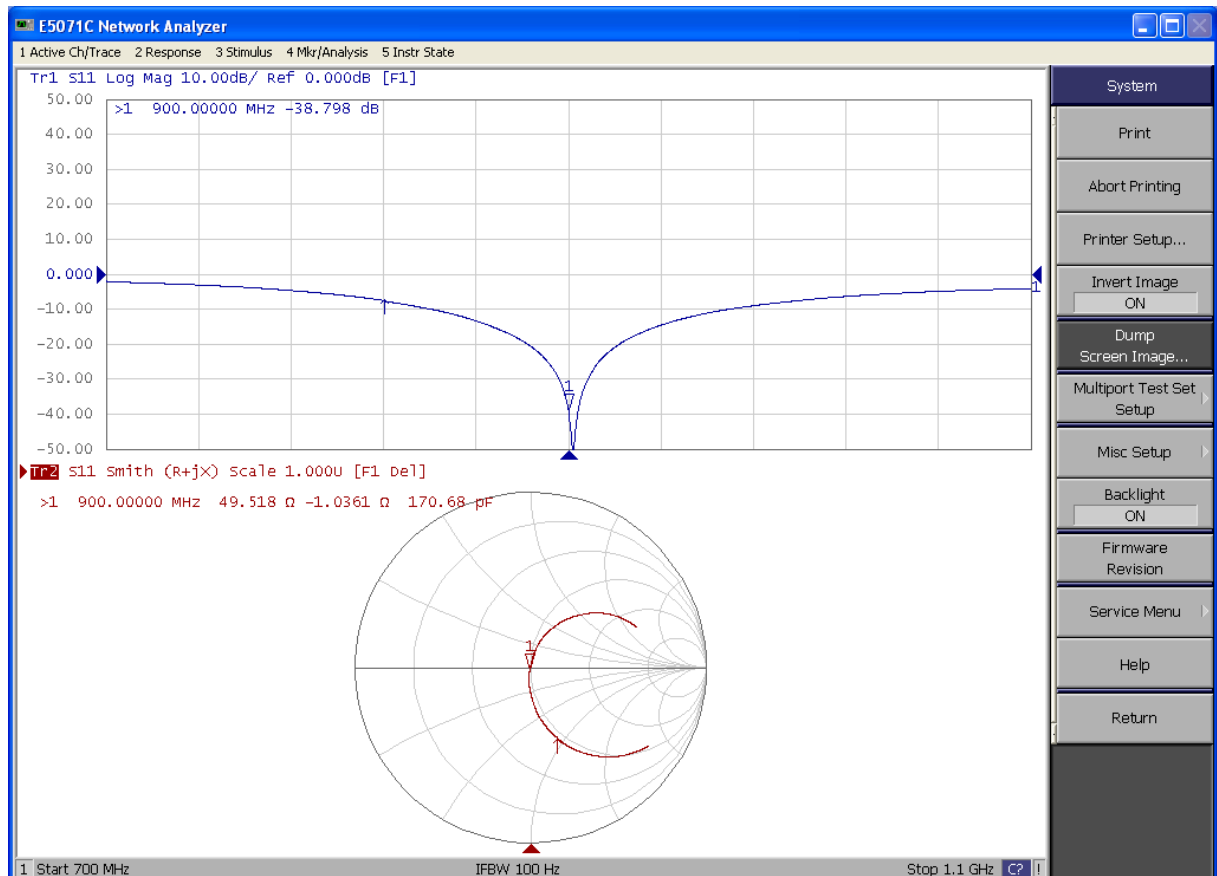 E5071C Network Analyzer
1 Active Ch/Trace 2 Response 3 Stimulus 4 Mkr/Analysis 5 Instr State
Tr1 S11 Log Mag 10.00dB/ Ref 0.000dB [F1]
50.00
>1 900.00000 MHz -38.798 dB
40.00
30.00
20.00
10.00
0.000
1
-10.00
-20.00
-30.00
1
-40.00
-50.00
Tr2 S11 Smith (R+jX) Scale 1.000U [F1 Del]
>1 900.00000 MHz 49.518 Ω -1.0361 Ω 170.68 pF
1
1 Start 700 MHz
IFBW 100 Hz
Stop 1.1 GHz C? !
System
Print
Abort Printing
Printer Setup...
Invert Image
ON
Dump
Screen Image...
Multiport Test Set
Setup
Misc Setup
Backlight
ON
Firmware
Revision
Service Menu
Help
Return